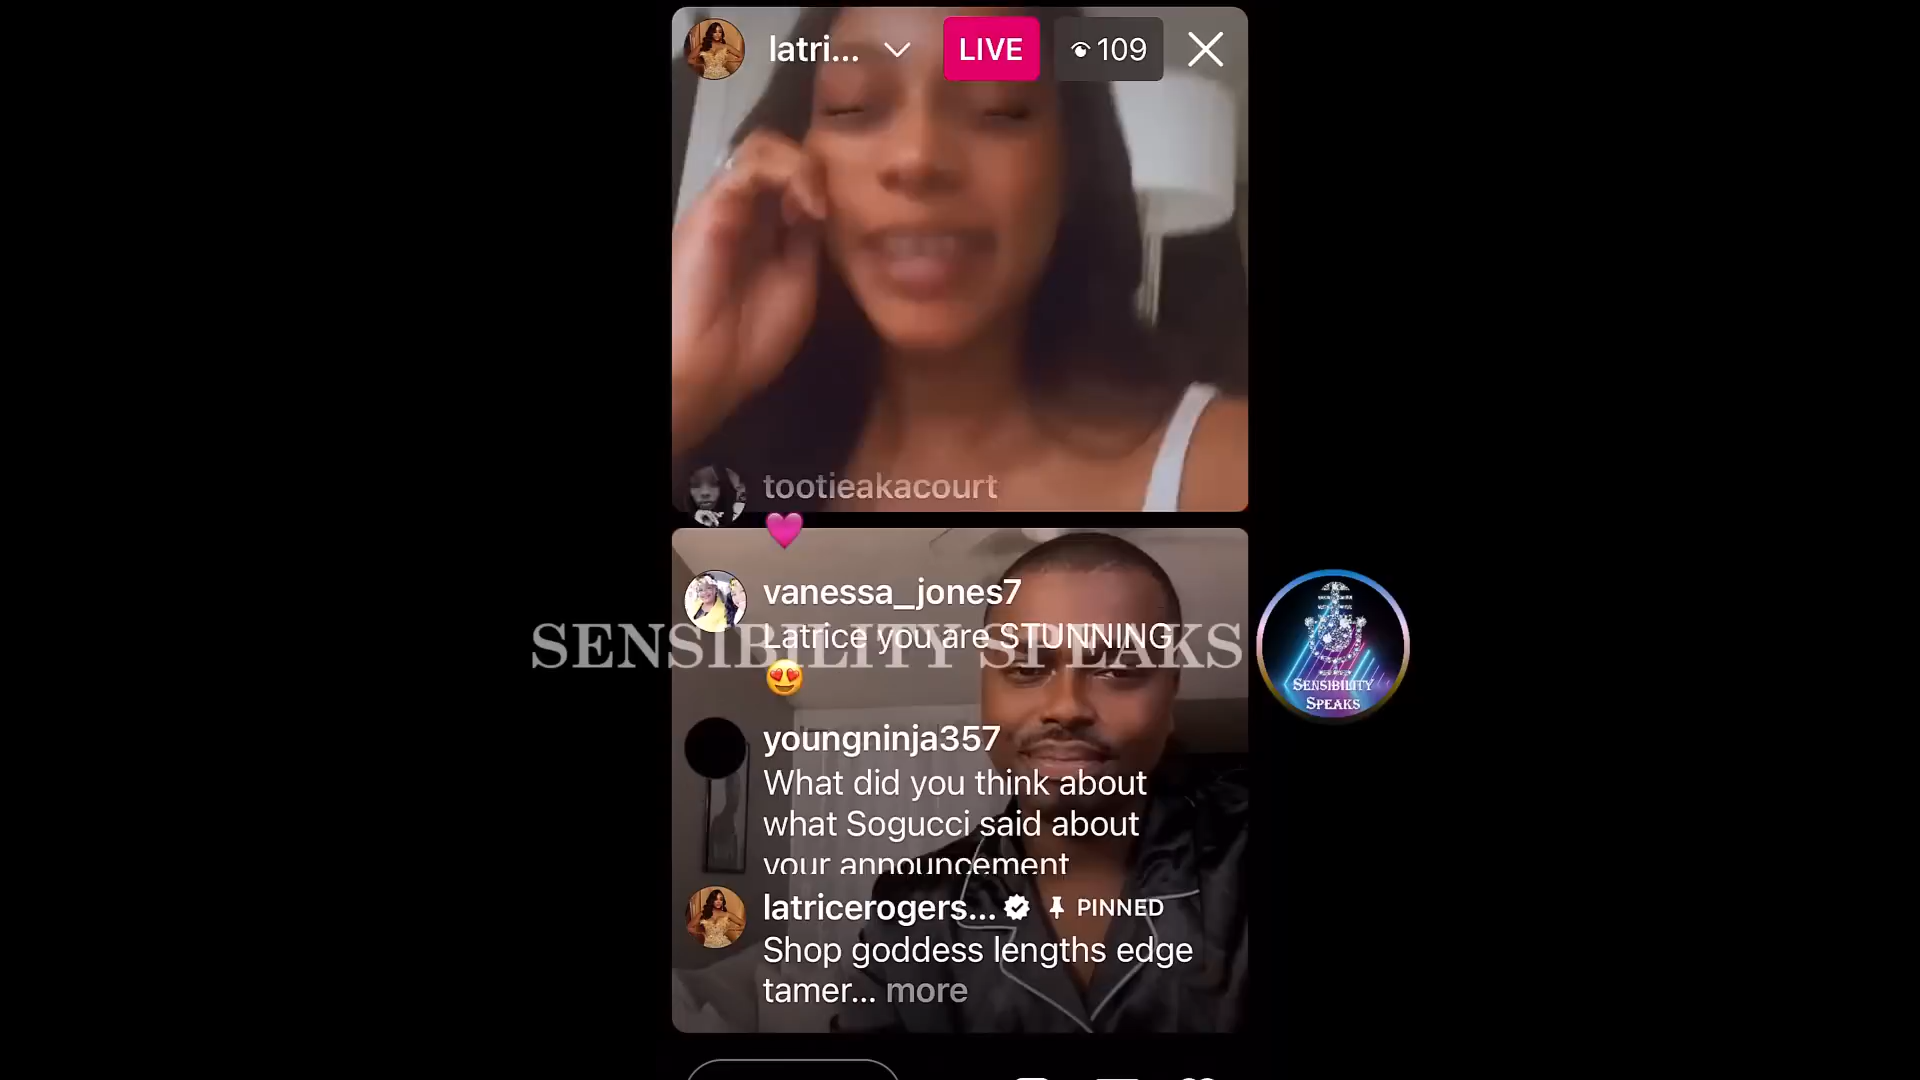 latri...
LIVE
109
tootieakacourt
vanessa_jones7
Latrice you are STUNNING
SENSIBILITY SPEAKS
SENSIBILITY
SPEAKS
youngninja357
What did you think about
what Sogucci said about
your announcement
latricerogers... PINNED
Shop goddess lengths edge
tamer... more